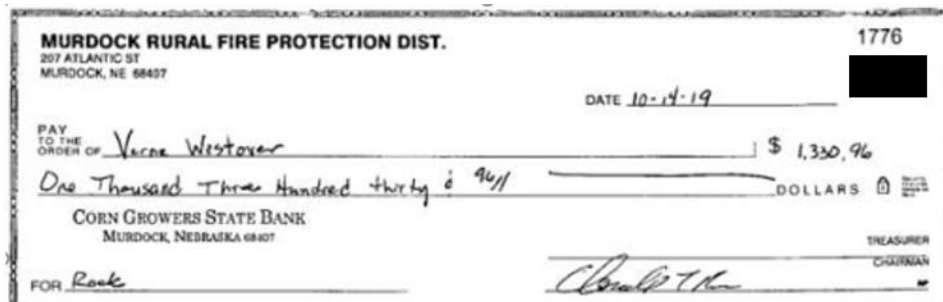 MURDOCK RURAL FIRE PROTECTION DIST.
1776
207 ATLANTIC ST
MURDOCK, NE 68407
DATE 10-14-19
PAY
TO THE
ORDER OF Verne Westover $ 1,330.96
One Thousand Three Hundred thirty & 96/ DOLLARS
CORN GROWERS STATE BANK
MURDOCK, NEBRASKA 68407
TREASURER
CHAIRMAN
FOR Rock